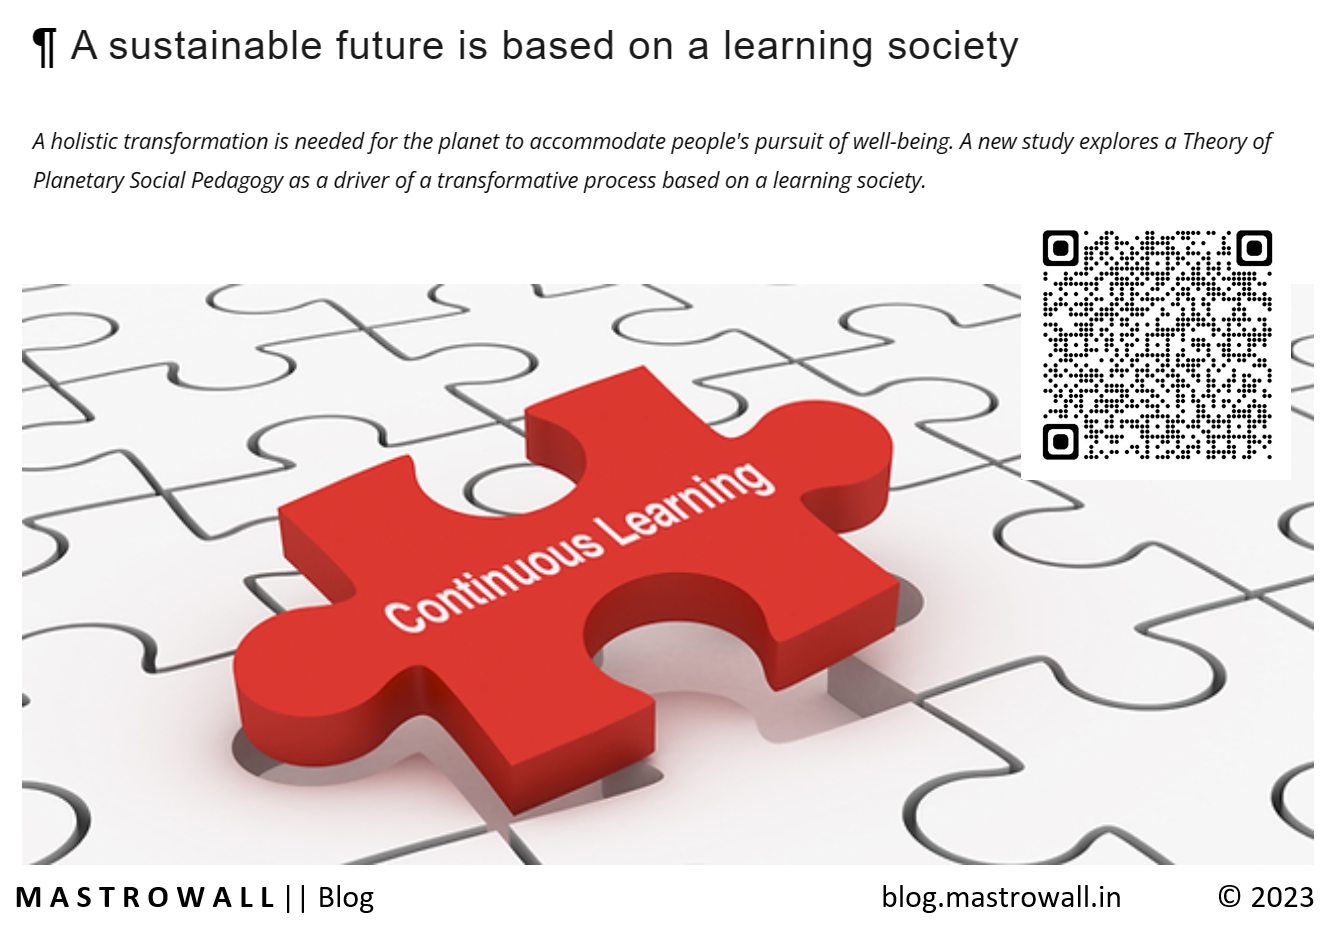 ¶ A sustainable future is based on a learning society
A holistic transformation is needed for the planet to accommodate people's pursuit of well-being. A new study explores a Theory of
Planetary Social Pedagogy as a driver of a transformative process based on a learning society.
Continuous Learning
MASTROWALL || Blog
blog.mastrowall.in
© 2023